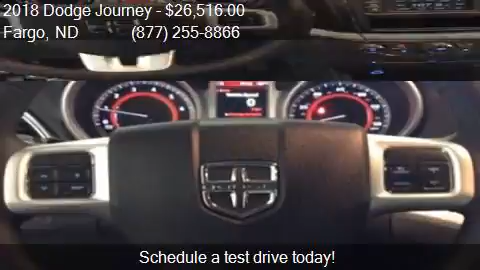 2018 Dodge Journey - $26,516.00
Fargo, ND (877) 255-8866
Schedule a test drive today!